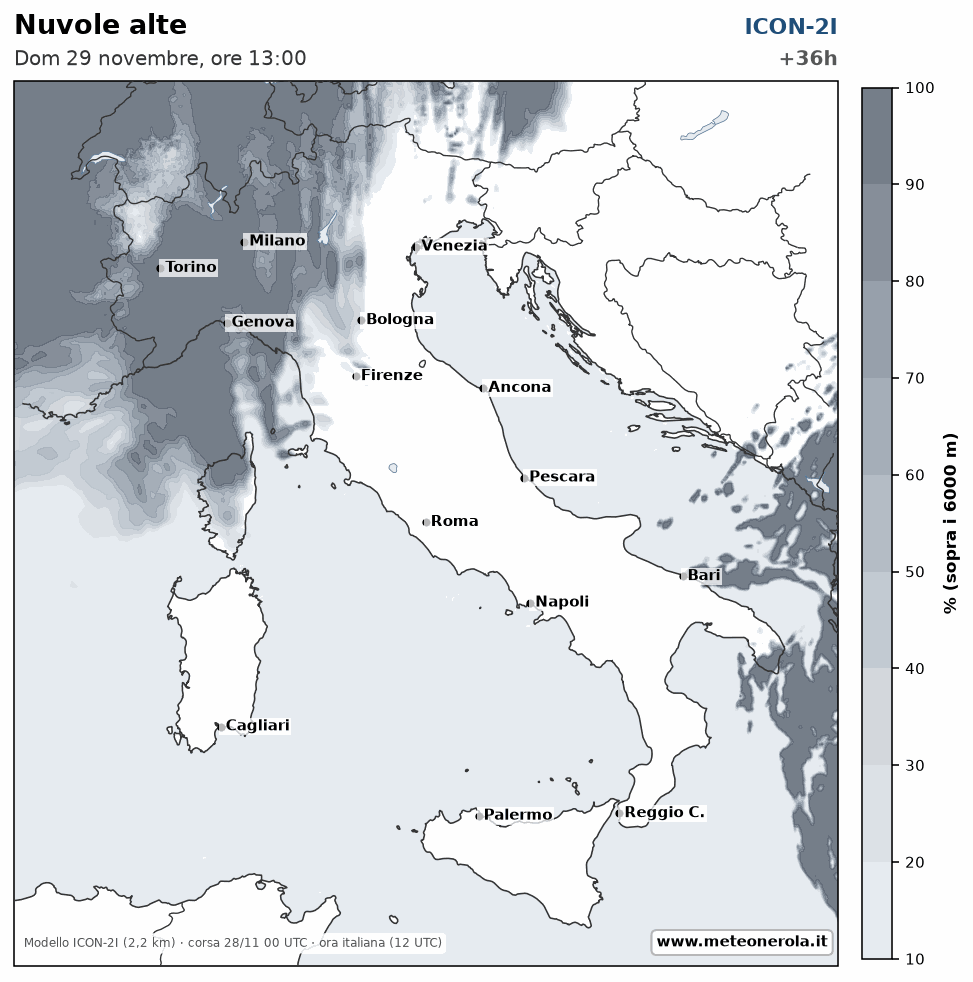 Nuvole alte
ICON-2I
Dom 29 novembre, ore 13:00
+36h
100
90
80
70
60
50
40
30
20
10
% (sopra i 6000 m)
Milano
Venezia
Torino
Genova
Bologna
Firenze
Ancona
Pescara
Roma
Bari
Napoli
Cagliari
Palermo
Reggio C.
Modello ICON-2I (2,2 km) · corsa 28/11 00 UTC · ora italiana (12 UTC)
www.meteonerola.it